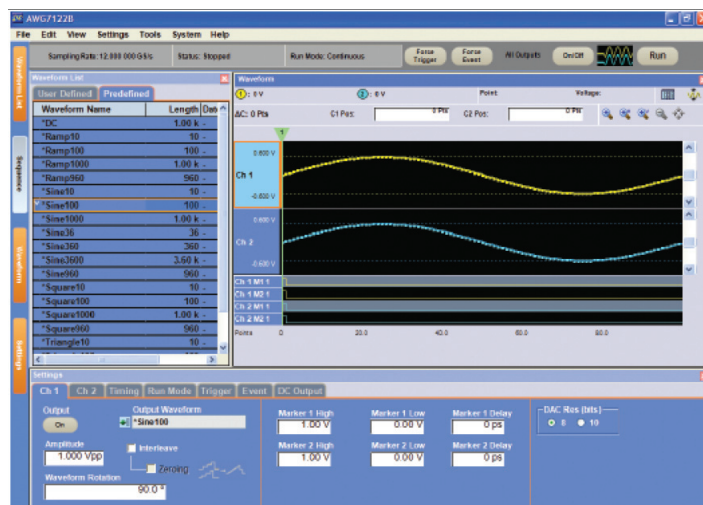 AWG7122B
File Edit View Settings Tools System Help
Sampling Rate: 12.000 000 GS/s Status: Stopped Run Mode: Continuous Force Trigger Force Event All Outputs On/Off Run
Waveform List
Sequence
Waveform
Settings
Waveform List
User Defined Predefined
Waveform Name Length Date
*DC 1.00 k -
*Ramp10 10 -
*Ramp100 100 -
*Ramp1000 1.00 k -
*Ramp960 960 -
*Sine10 10 -
*Sine100 100 -
*Sine1000 1.00 k -
*Sine36 36 -
*Sine360 360 -
*Sine3600 3.60 k -
*Sine960 960 -
*Square10 10 -
*Square100 100 -
*Square1000 1.00 k -
*Square960 960 -
*Triangle10 10 -
Waveform
1 : 0 V 2 : 0 V Point: Voltage:
ΔC: 0 Pts C1 Pos: 0 Pts C2 Pos: 0 Pts
1
0.600 V
Ch 1
-0.600 V
0.600 V
Ch 2
-0.600 V
Ch 1 M1 1
Ch 1 M2 1
Ch 2 M1 1
Ch 2 M2 1
Points 0 20.0 40.0 60.0 80.0
Settings
Ch 1 Ch 2 Timing Run Mode Trigger Event DC Output
Output
On
Output Waveform
*Sine100
Amplitude
1.000 Vpp
Interleave
Zeroing
Waveform Rotation
90.0 °
Marker 1 High
1.00 V
Marker 1 Low
0.00 V
Marker 1 Delay
0 ps
Marker 2 High
1.00 V
Marker 2 Low
0.00 V
Marker 2 Delay
0 ps
DAC Res (bits)
8 10